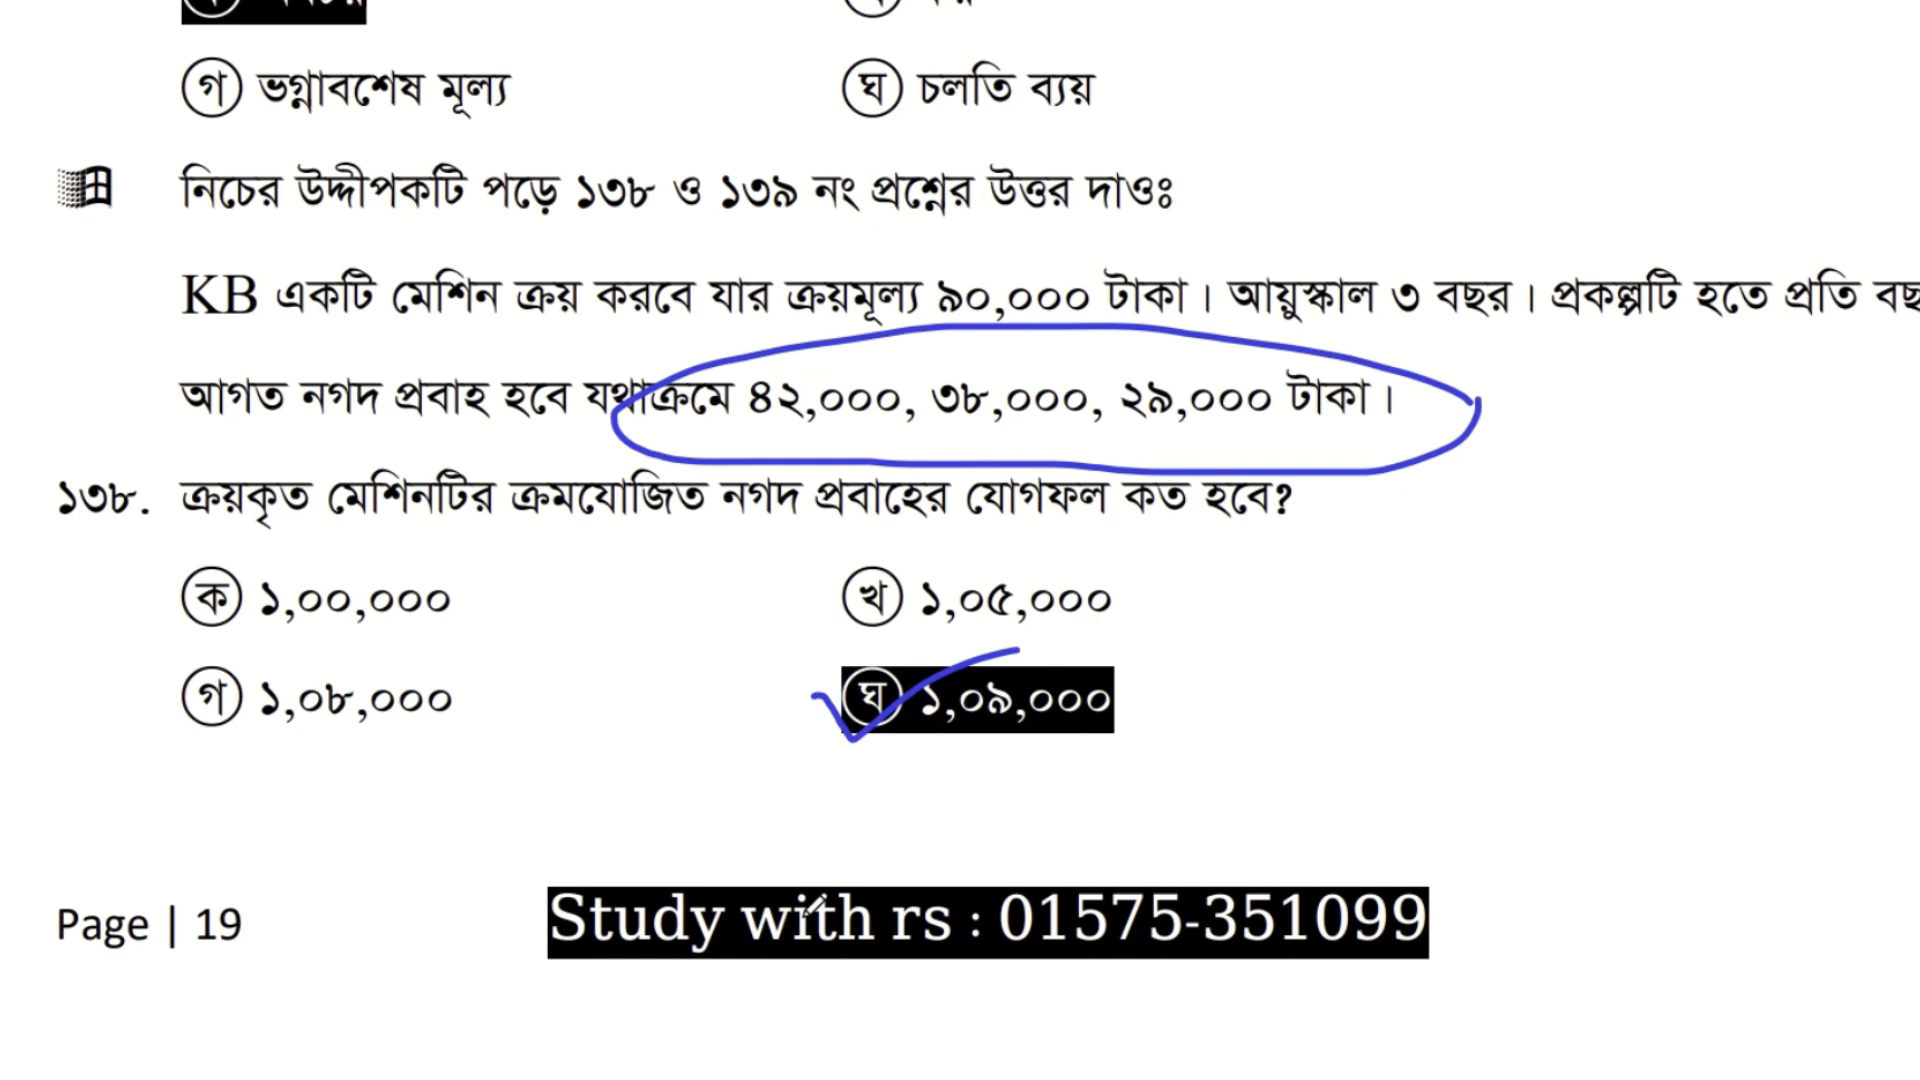 গ ভগ্নাবশেষ মূল্য
ঘ চলতি ব্যয়
নিচের উদ্দীপকটি পড়ে ১৩৮ ও ১৩৯ নং প্রশ্নের উত্তর দাওঃ
KB একটি মেশিন ক্রয় করবে যার ক্রয়মূল্য ৯০,০০০ টাকা। আয়ুস্কাল ৩ বছর। প্রকল্পটি হতে প্রতি
আগত নগদ প্রবাহ হবে যথাক্রমে ৪২,০০০, ৩৮,০০০, ২৯,০০০ টাকা।
১৩৮. ক্রয়কৃত মেশিনটির ক্রমযোজিত নগদ প্রবাহের যোগফল কত হবে?
ক ১,০০,০০০
খ ১,০৫,০০০
গ ১,০৮,০০০
ঘ ১,০৯,০০০
Page | 19
Study with rs : 01575-351099